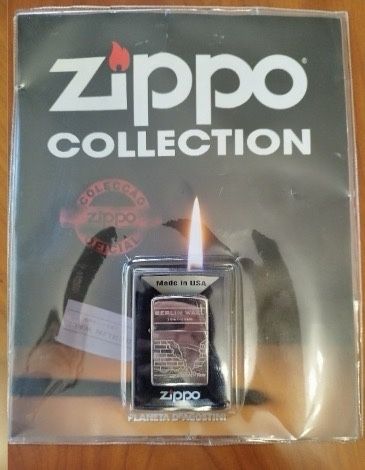 Zippo®
COLLECTION
COLECÇÃO
Zippo
OFICIAL
Made in USA
BERLIN WALL
Zippo
PLANETA DEAGOSTINI